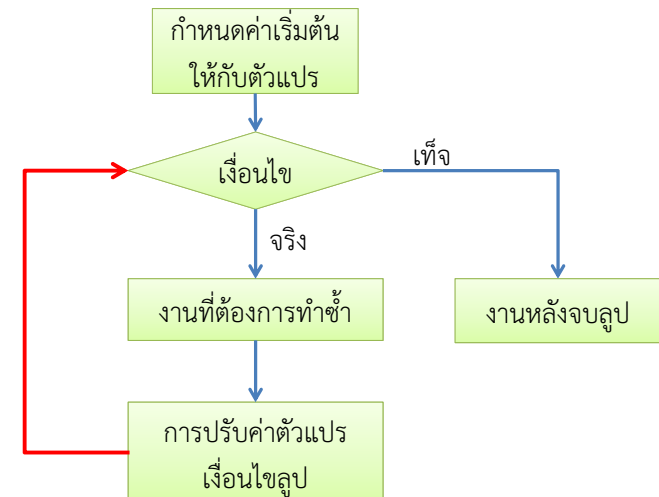 กำหนดค่าเริ่มต้น
ให้กับตัวแปร
เงื่อนไข
เท็จ
จริง
งานที่ต้องการทำซ้ำ
งานหลังจบลูป
การปรับค่าตัวแปร
เงื่อนไขลูป